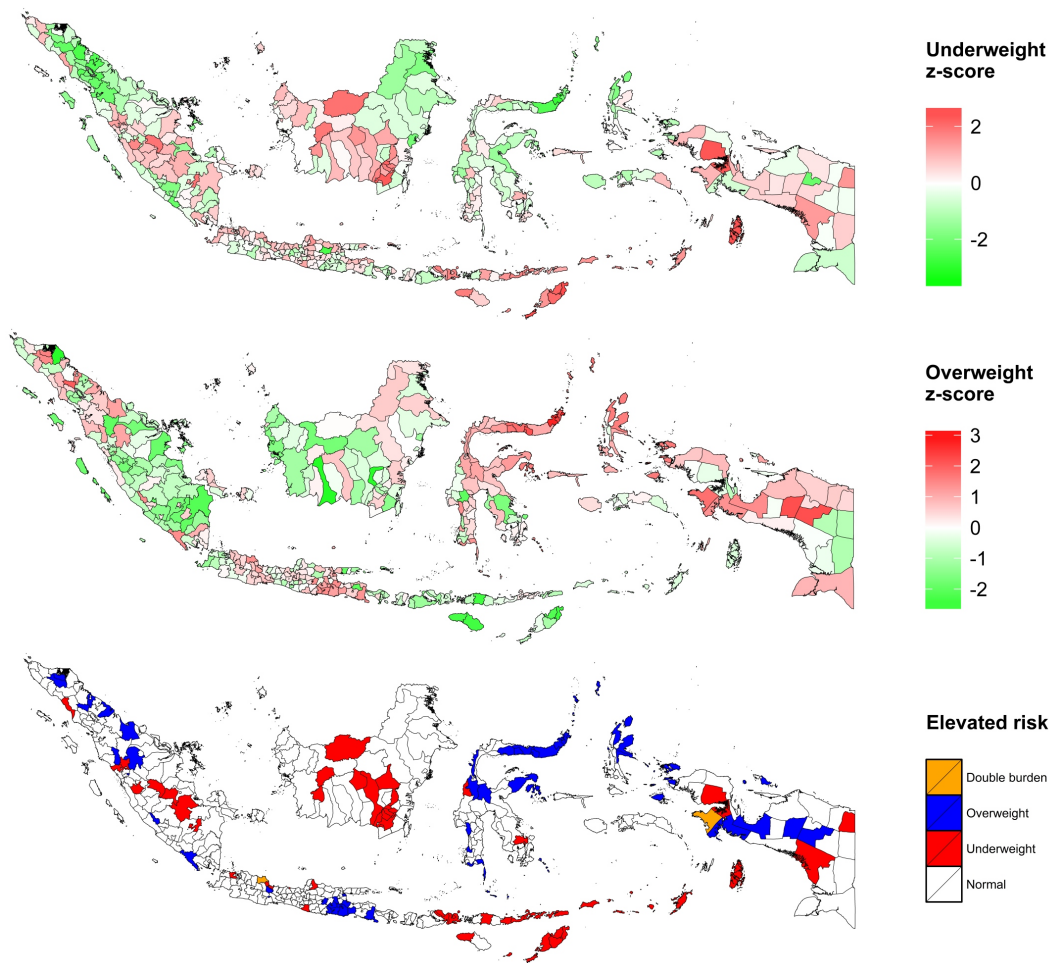 Underweight
z-score
2
0
-2
Overweight
z-score
3
2
1
0
-1
-2
Elevated risk
Double burden
Overweight
Underweight
Normal